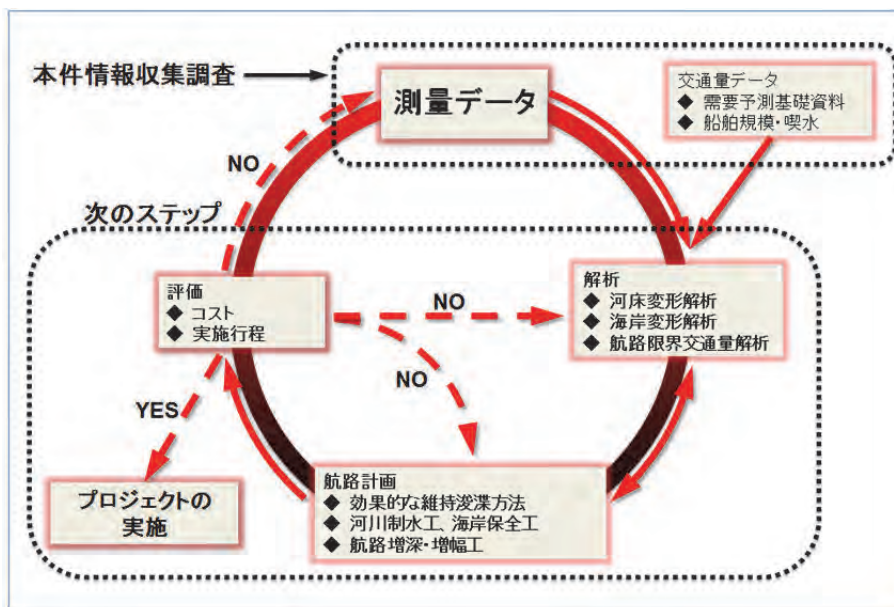 本件情報収集調査
測量データ
交通量データ
◆ 需要予測基礎資料
◆ 船舶規模・喫水
NO
次のステップ
評価
◆ コスト
◆ 実施行程
NO
解析
◆ 河床変形解析
◆ 海岸変形解析
◆ 航路限界交通量解析
NO
YES
プロジェクトの
実施
航路計画
◆ 効果的な維持浚渫方法
◆ 河川制水工、海岸保全工
◆ 航路増深・増幅工